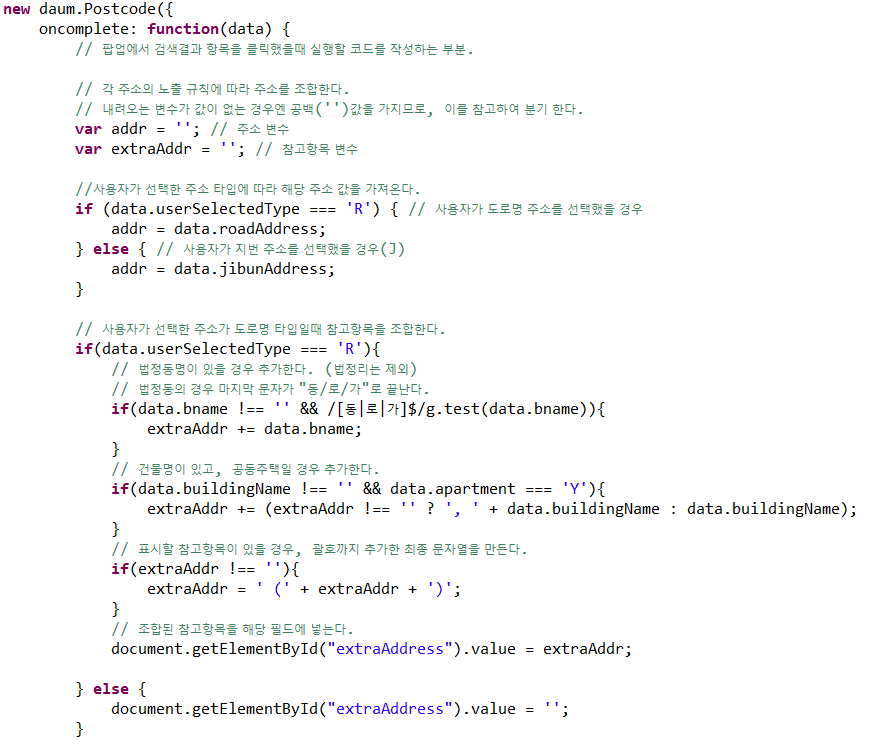 new daum.Postcode({
    oncomplete: function(data) {
        // 팝업에서 검색결과 항목을 클릭했을때 실행할 코드를 작성하는 부분.

        // 각 주소의 노출 규칙에 따라 주소를 조합한다.
        // 내려오는 변수가 값이 없는 경우엔 공백('')값을 가지므로, 이를 참고하여 분기 한다.
        var addr = ''; // 주소 변수
        var extraAddr = ''; // 참고항목 변수

        //사용자가 선택한 주소 타입에 따라 해당 주소 값을 가져온다.
        if (data.userSelectedType === 'R') { // 사용자가 도로명 주소를 선택했을 경우
            addr = data.roadAddress;
        } else { // 사용자가 지번 주소를 선택했을 경우(J)
            addr = data.jibunAddress;
        }

        // 사용자가 선택한 주소가 도로명 타입일때 참고항목을 조합한다.
        if(data.userSelectedType === 'R'){
            // 법정동명이 있을 경우 추가한다. (법정리는 제외)
            // 법정동의 경우 마지막 문자가 "동/로/가"로 끝난다.
            if(data.bname !== '' && /[동|로|가]$/g.test(data.bname)){
                extraAddr += data.bname;
            }
            // 건물명이 있고, 공동주택일 경우 추가한다.
            if(data.buildingName !== '' && data.apartment === 'Y'){
                extraAddr += (extraAddr !== '' ? ', ' + data.buildingName : data.buildingName);
            }
            // 표시할 참고항목이 있을 경우, 괄호까지 추가한 최종 문자열을 만든다.
            if(extraAddr !== ''){
                extraAddr = ' (' + extraAddr + ')';
            }
            // 조합된 참고항목을 해당 필드에 넣는다.
            document.getElementById("extraAddress").value = extraAddr;

        } else {
            document.getElementById("extraAddress").value = '';
        }